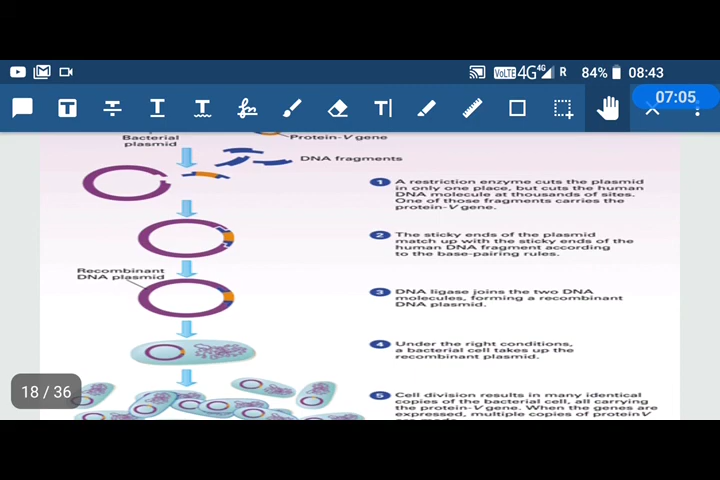 VoLTE 4G 4G R 84% 08:43
07:05
Bacterial
plasmid
Protein-V gene
DNA fragments
1 A restriction enzyme cuts the plasmid
in only one place, but cuts the human
DNA molecule at thousands of sites.
One of those fragments carries the
protein-V gene.
2 The sticky ends of the plasmid
match up with the sticky ends of the
human DNA fragment according
to the base-pairing rules.
Recombinant
DNA plasmid
3 DNA ligase joins the two DNA
molecules, forming a recombinant
DNA plasmid.
4 Under the right conditions,
a bacterial cell takes up the
recombinant plasmid.
18 / 36
5 Cell division results in many identical
copies of the bacterial cell, all carrying
the protein-V gene. When the genes are
expressed, multiple copies of protein V